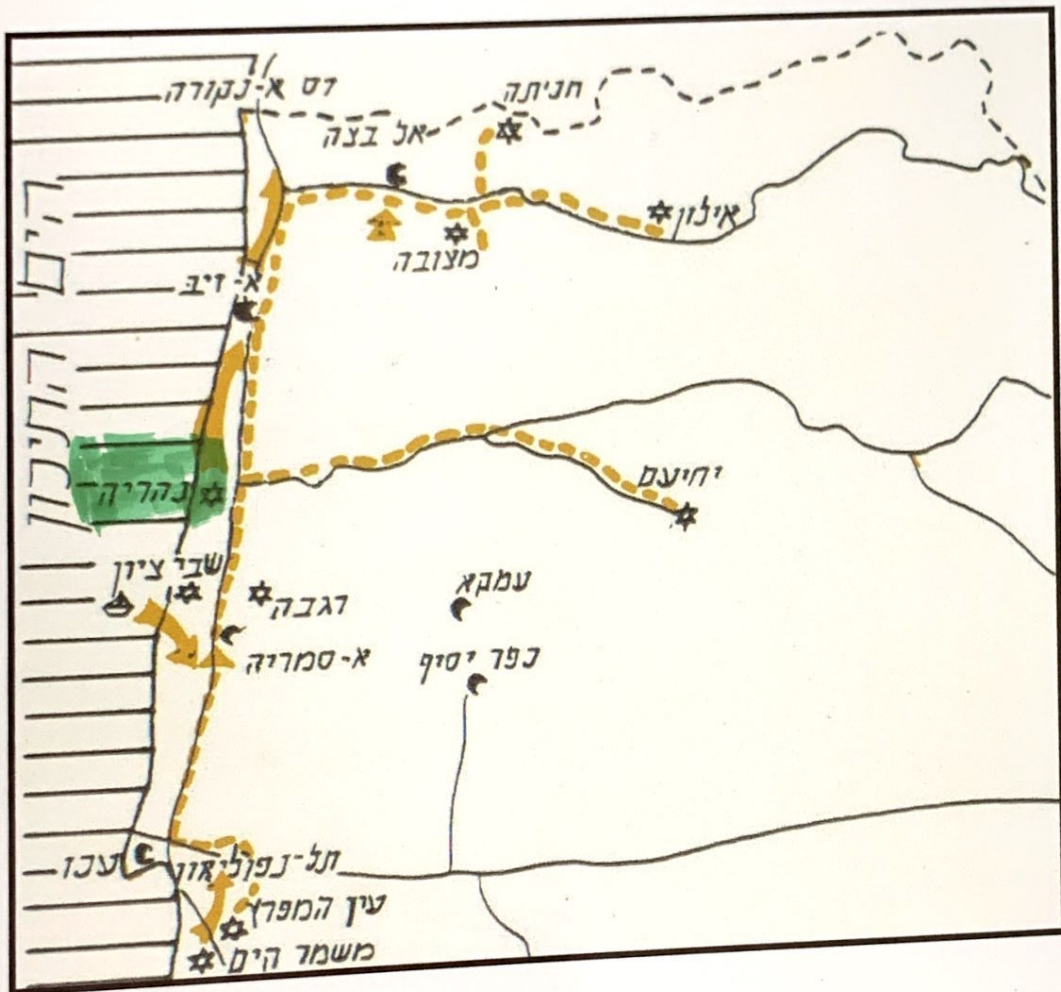 רס א-נקורה
חניתה
אל בצה
אילון
מצובה
א-זיב
הים
התיכון
נהריה
יחיעם
שבי ציון
רגבה
עמקא
א-סמריה
כפר יסיף
עכו
תל-נפוליאון
עין המפרץ
משמר הים